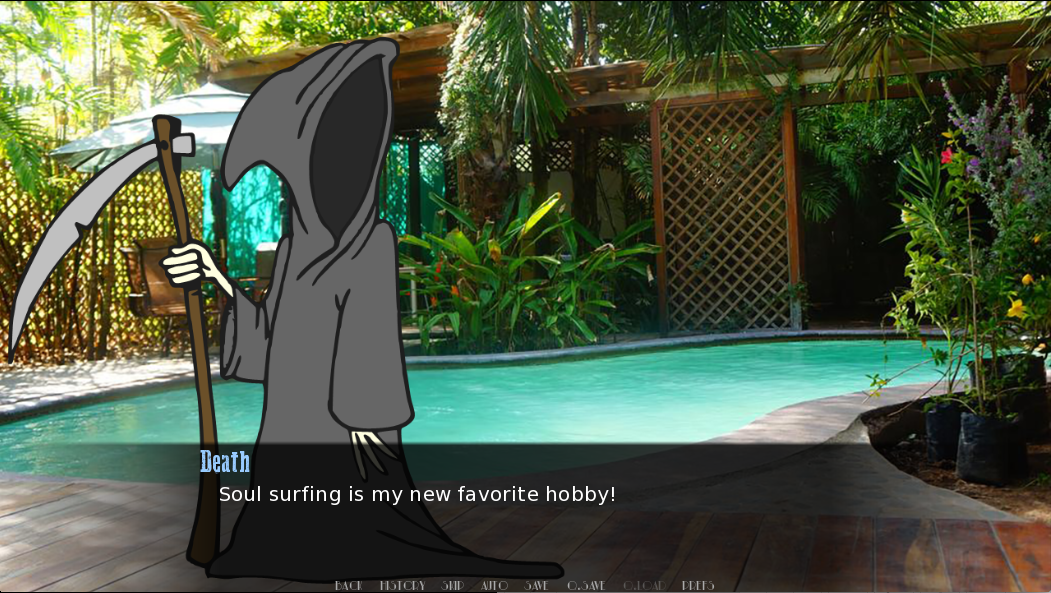 Death
Soul surfing is my new favorite hobby!
BACK HISTORY SKIP AUTO SAVE Q.SAVE Q.LOAD PREFS